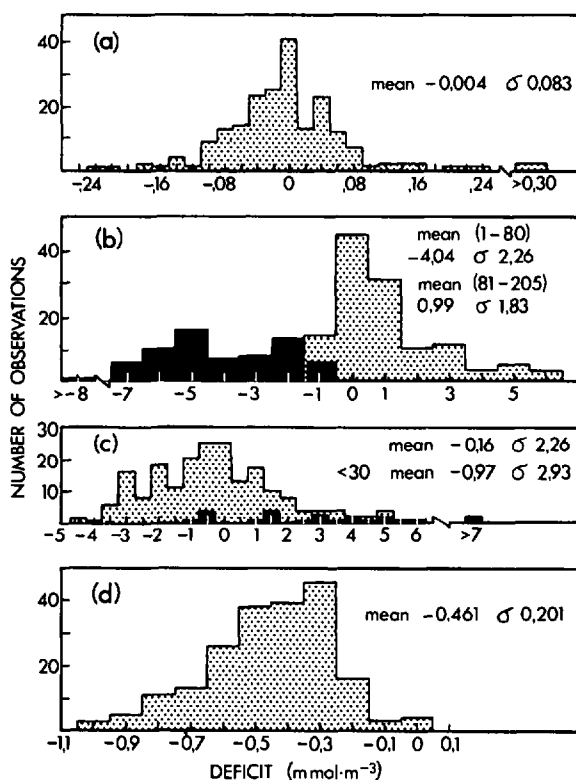 (a)
40
20
mean -0,004 σ 0,083
-,24 -,16 -,08 0 ,08 ,16 ,24 >0,30
(b)
40
20
mean (1-80)
-4,04 σ 2,26
mean (81-205)
0,99 σ 1,83
>-8 -7 -5 -3 -1 1 3 5
NUMBER OF OBSERVATIONS
(c)
30
20
10
mean -0,16 σ 2,26
<30 mean -0,97 σ 2,93
-5 -4 -3 -2 -1 0 1 2 3 4 5 6 >7
(d)
40
20
mean -0,461 σ 0,201
-1,1 -0,9 -0,7 -0,5 -0,3 -0,1 0 0,1
DEFICIT (mmol·m⁻³)